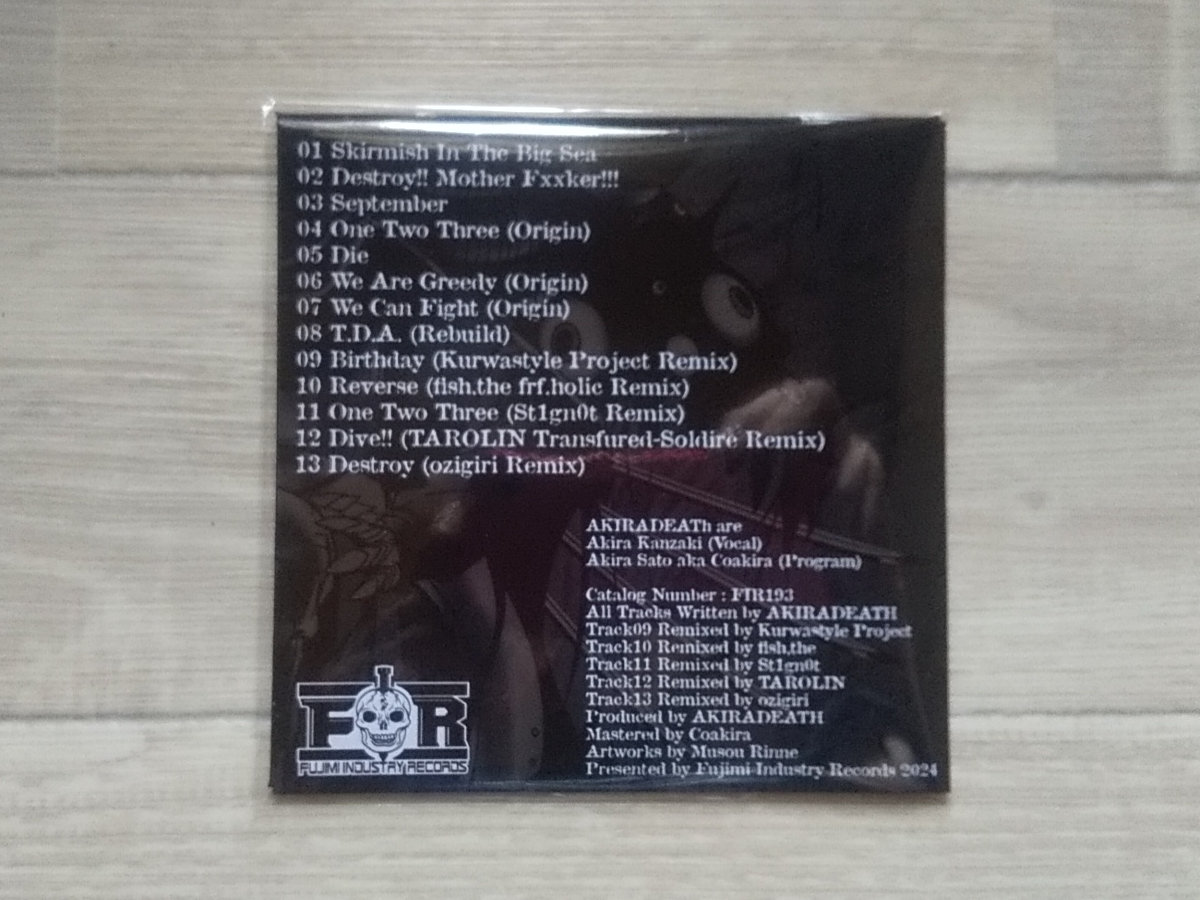 01 Skirmish In The Big Sea
02 Destroy!! Mother Fxxker!!!
03 September
04 One Two Three (Origin)
05 Die
06 We Are Greedy (Origin)
07 We Can Fight (Origin)
08 T.D.A. (Rebuild)
09 Birthday (Kurwastyle Project Remix)
10 Reverse (fish.the frf.holic Remix)
11 One Two Three (St1gn0t Remix)
12 Dive!! (TAROLIN Transfured-Soldire Remix)
13 Destroy (ozigiri Remix)
AKIRADEATh are
Akira Kanzaki (Vocal)
Akira Sato aka Coakira (Program)
Catalog Number : FIR193
All Tracks Written by AKIRADEATH
Track09 Remixed by Kurwastyle Project
Track10 Remixed by fish.the
Track11 Remixed by St1gn0t
Track12 Remixed by TAROLIN
Track13 Remixed by ozigiri
Produced by AKIRADEATH
Mastered by Coakira
Artworks by Musou Rinne
Presented by Fujimi Industry Records 2024
FIR
FUJIMI INDUSTRY RECORDS